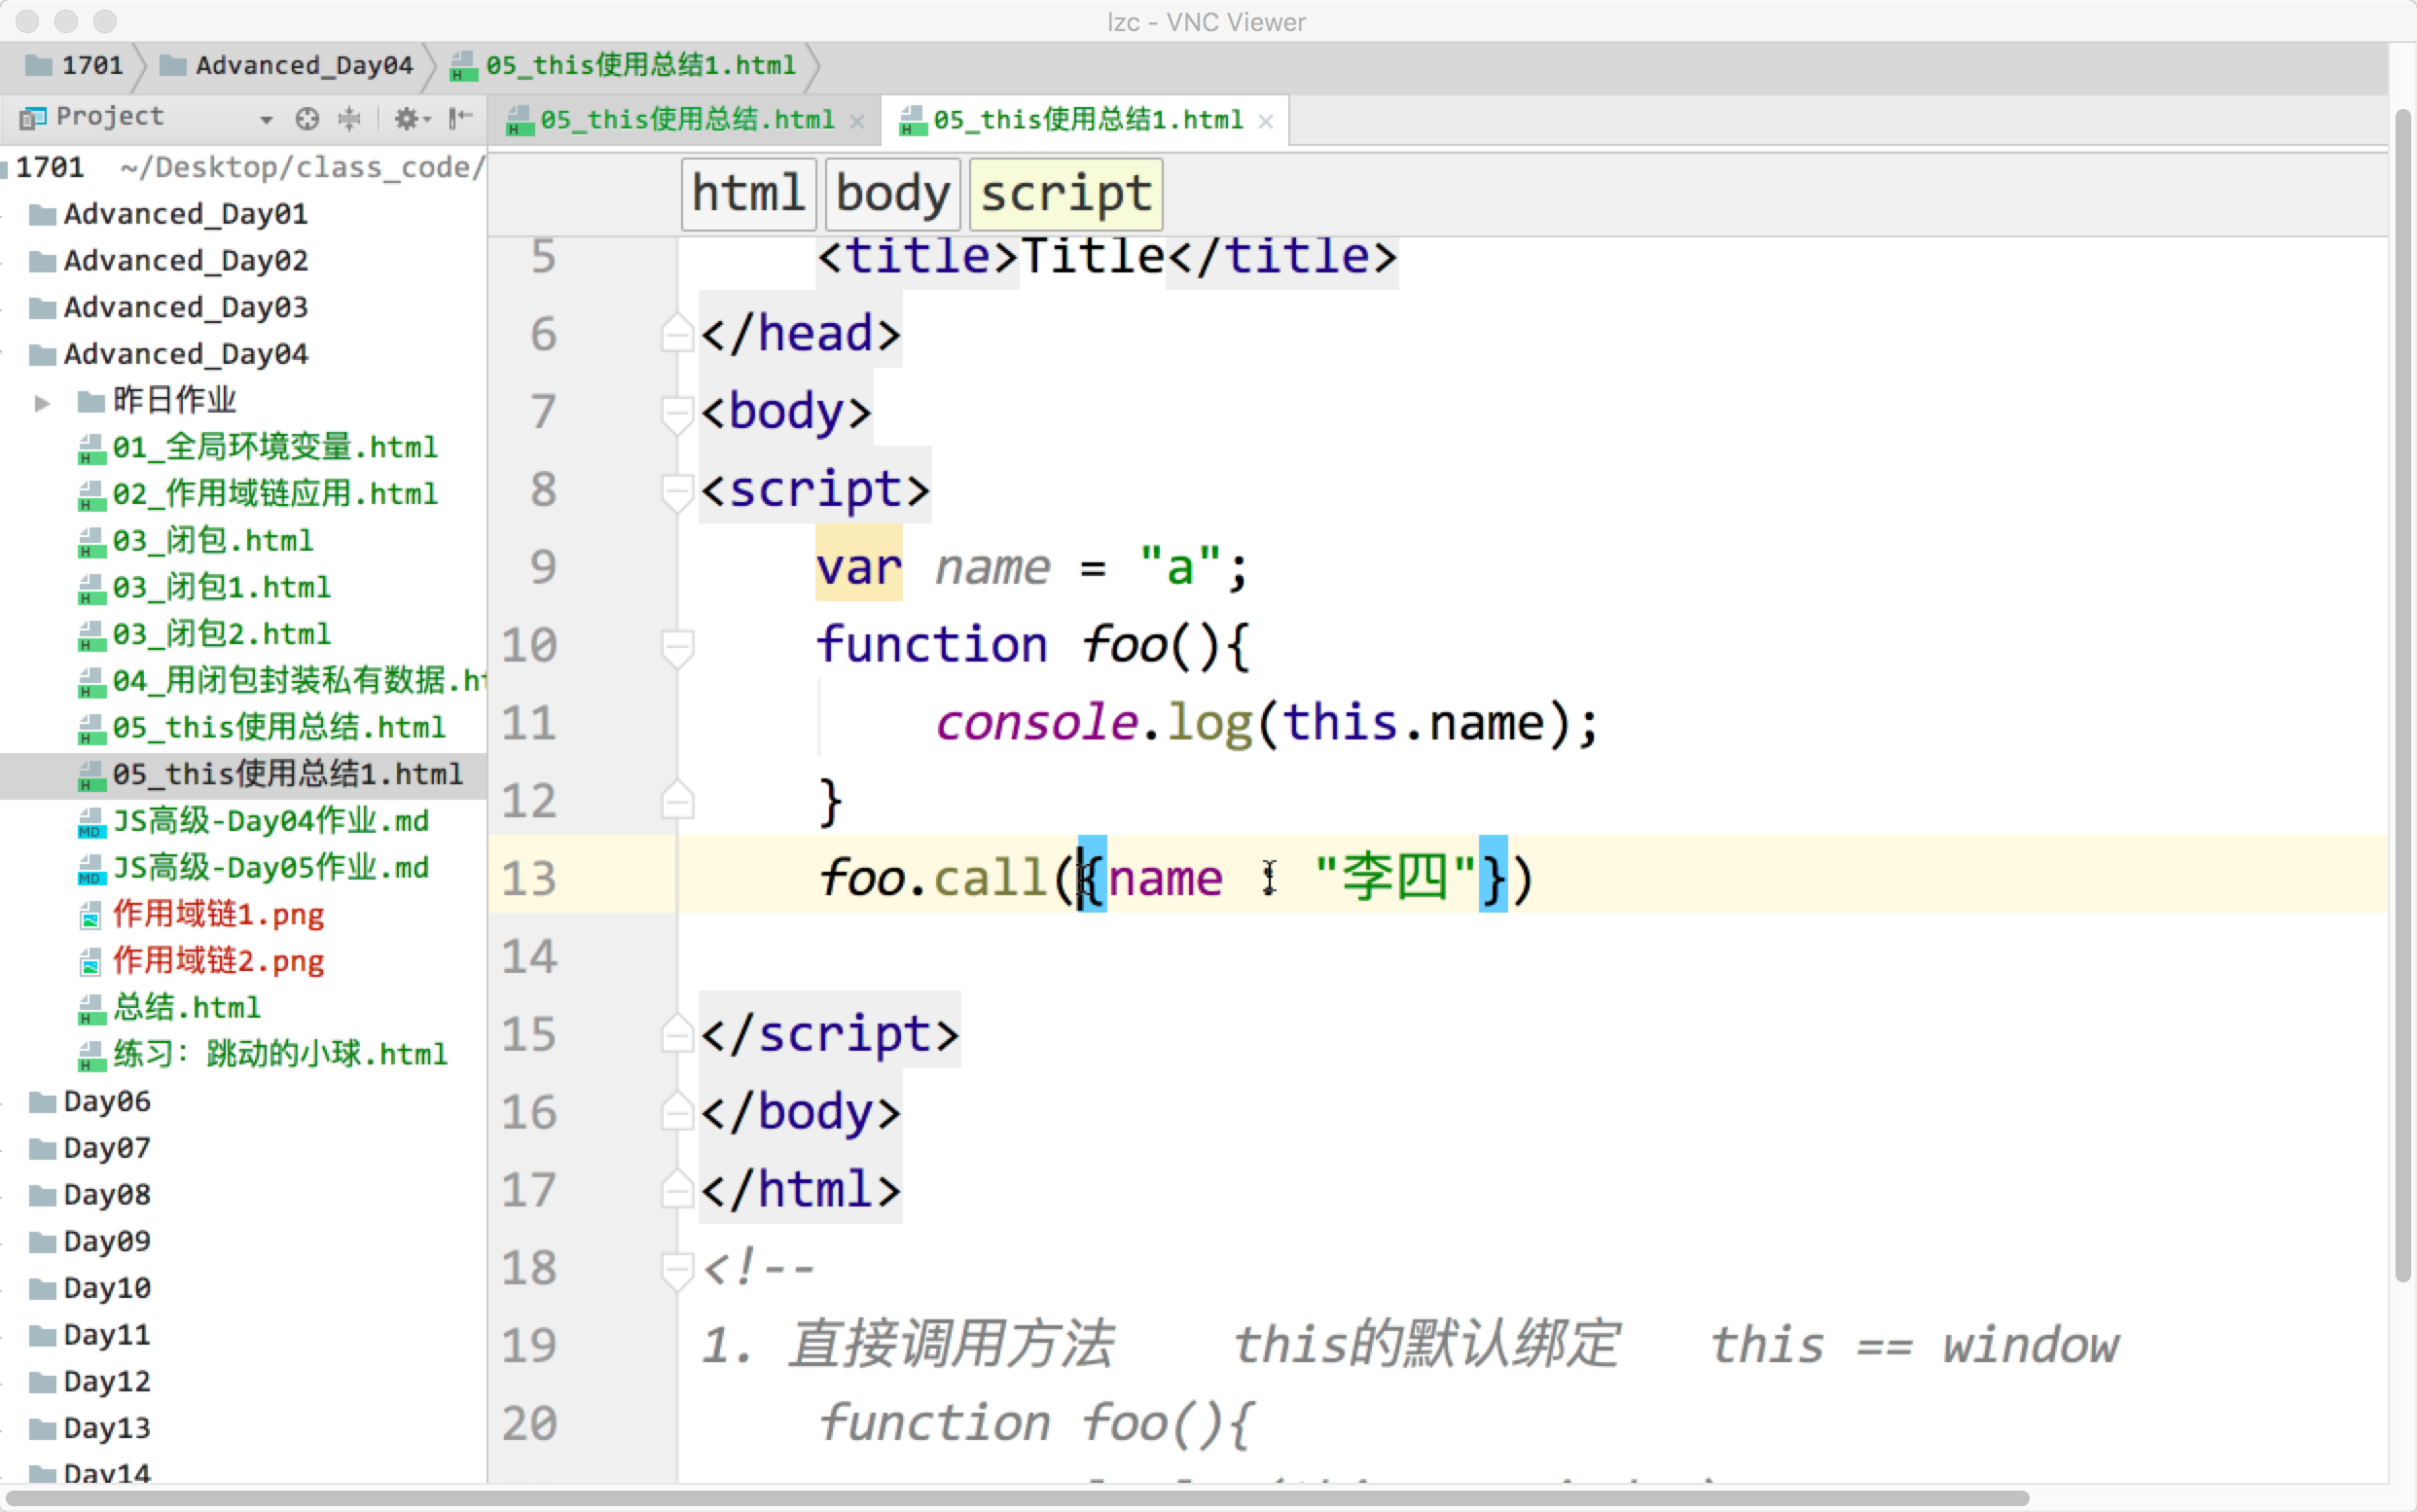 lzc - VNC Viewer
1701 Advanced_Day04 05_this使用总结1.html
Project
05_this使用总结.html 05_this使用总结1.html
1701 ~/Desktop/class_code/
Advanced_Day01
Advanced_Day02
Advanced_Day03
Advanced_Day04
昨日作业
01_全局环境变量.html
02_作用域链应用.html
03_闭包.html
03_闭包1.html
03_闭包2.html
04_用闭包封装私有数据.ht
05_this使用总结.html
05_this使用总结1.html
JS高级-Day04作业.md
JS高级-Day05作业.md
作用域链1.png
作用域链2.png
总结.html
练习：跳动的小球.html
Day06
Day07
Day08
Day09
Day10
Day11
Day12
Day13
Day14
html body script
5 <title>Title</title>
6 </head>
7 <body>
8 <script>
9 var name = "a";
10 function foo(){
11 console.log(this.name);
12 }
13 foo.call({name : "李四"})
14
15 </script>
16 </body>
17 </html>
18 <!--
19 1. 直接调用方法 this的默认绑定 this == window
20 function foo(){